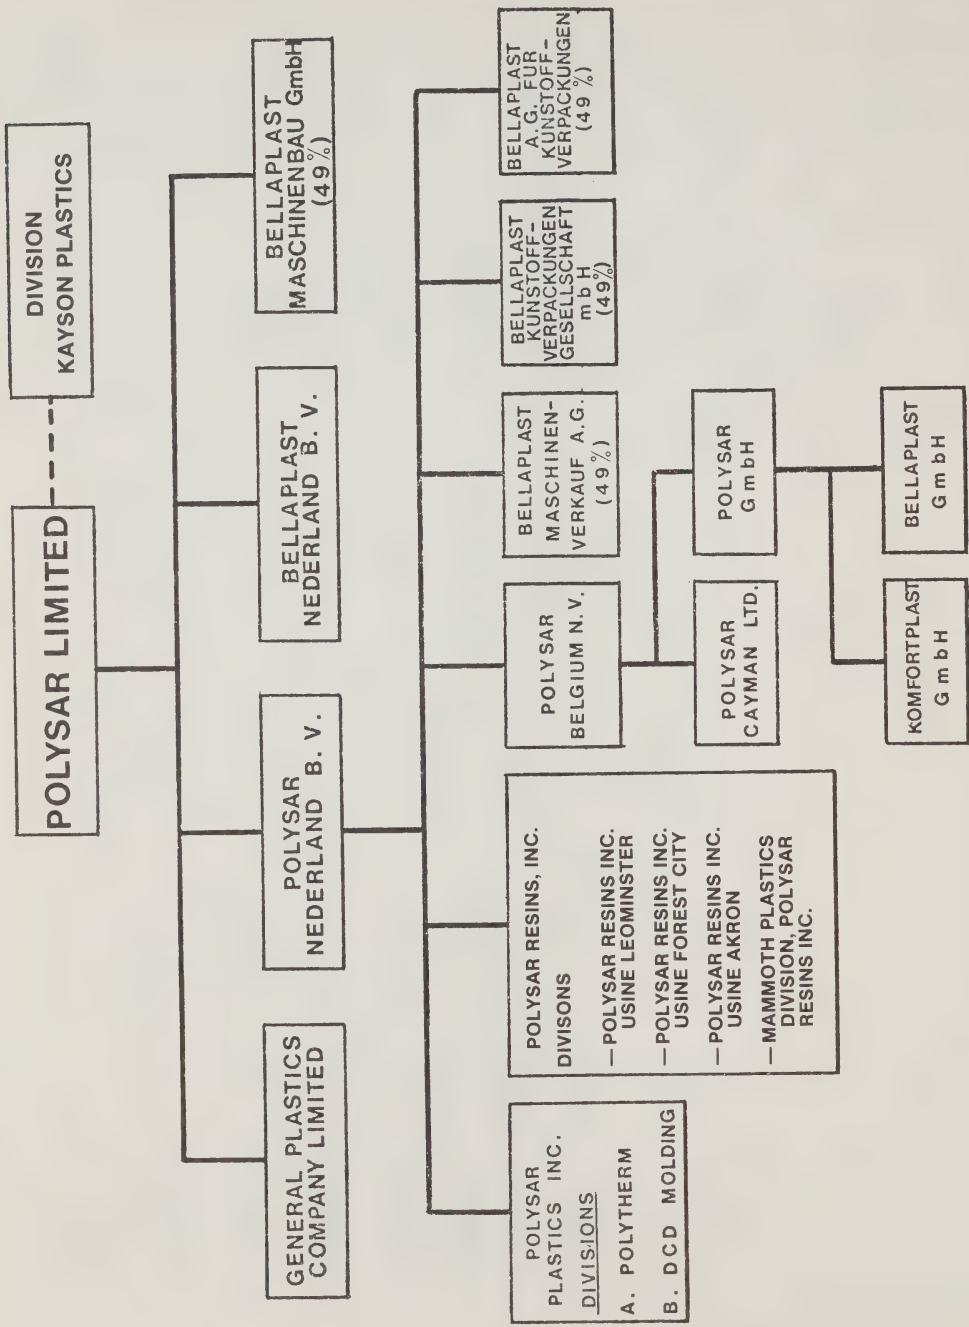 POLYSAR LIMITED
DIVISION
KAYSON PLASTICS
GENERAL PLASTICS
COMPANY LIMITED
POLYSAR
NEDERLAND B. V.
BELLAPLAST
NEDERLAND B. V.
BELLAPLAST
MASCHINENBAU GmbH
(49%)
POLYSAR
PLASTICS INC.
DIVISIONS
A. POLYTHERM
B. DCD MOLDING
POLYSAR RESINS, INC.
DIVISONS
— POLYSAR RESINS INC.
USINE LEOMINSTER
— POLYSAR RESINS INC.
USINE FOREST CITY
— POLYSAR RESINS INC.
USINE AKRON
— MAMMOTH PLASTICS
DIVISION, POLYSAR
RESINS INC.
POLYSAR
BELGIUM N.V.
BELLAPLAST
MASCHINEN-
VERKAUF A.G.
(49%)
BELLAPLAST
KUNSTOFF-
VERPACKUNGEN
GESELLSCHAFT
m b H
(49%)
BELLAPLAST
A.G. FUR
KUNSTOFF-
VERPACKUNGEN
(49 %)
POLYSAR
CAYMAN LTD.
POLYSAR
G m b H
KOMFORTPLAST
G m b H
BELLAPLAST
G m b H